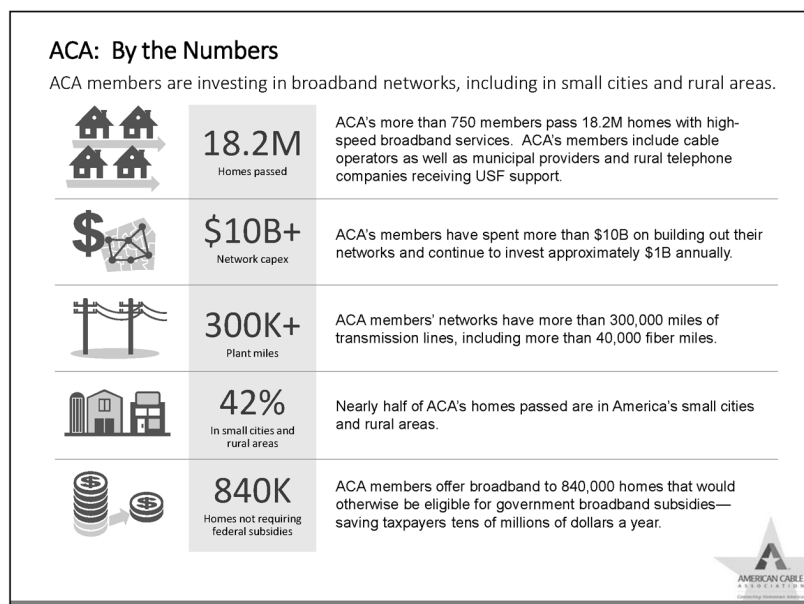 ACA: By the Numbers
ACA members are investing in broadband networks, including in small cities and rural areas.
18.2M
Homes passed
ACA's more than 750 members pass 18.2M homes with high-
speed broadband services. ACA's members include cable
operators as well as municipal providers and rural telephone
companies receiving USF support.
$
$10B+
Network capex
ACA's members have spent more than $10B on building out their
networks and continue to invest approximately $1B annually.
300K+
Plant miles
ACA members' networks have more than 300,000 miles of
transmission lines, including more than 40,000 fiber miles.
42%
In small cities and
rural areas
Nearly half of ACA's homes passed are in America's small cities
and rural areas.
$
$
840K
Homes not requiring
federal subsidies
ACA members offer broadband to 840,000 homes that would
otherwise be eligible for government broadband subsidies—
saving taxpayers tens of millions of dollars a year.
AMERICAN CABLE
ASSOCIATION